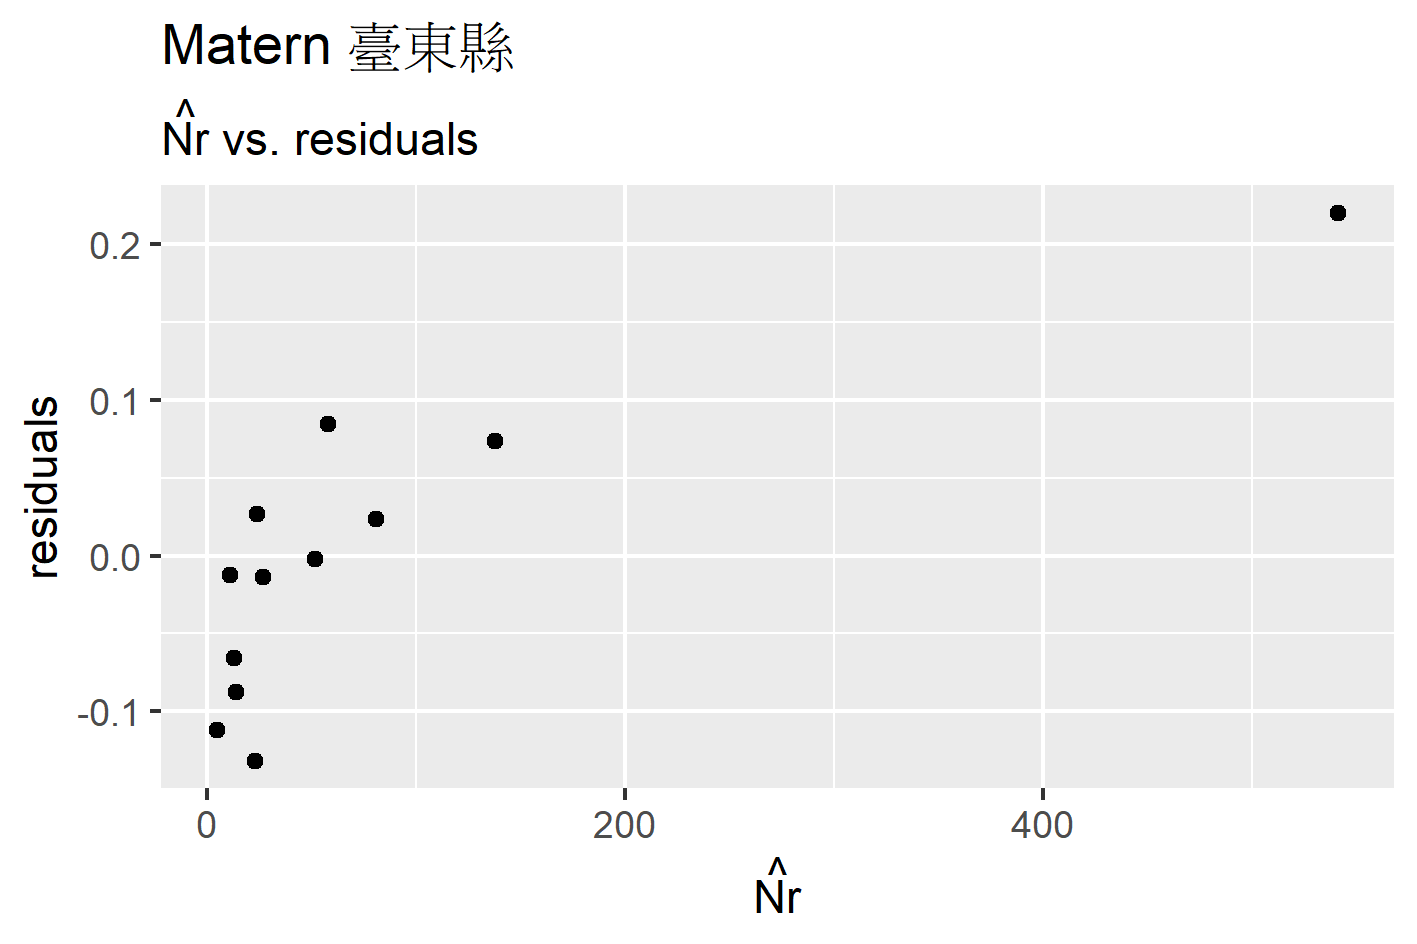 Matern 臺東縣
N̂r vs. residuals
0.2
0.1
0.0
-0.1
residuals
0 200 400
N̂r